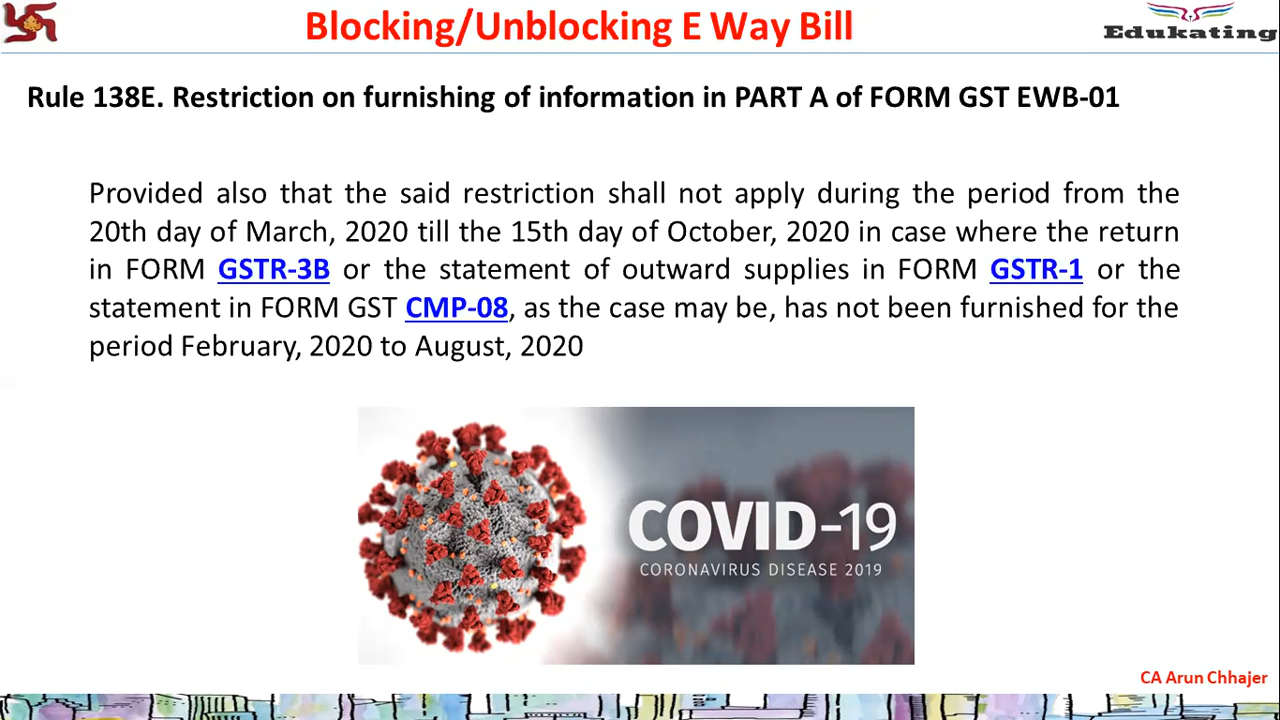 Blocking/Unblocking E Way Bill
Edukating
Rule 138E. Restriction on furnishing of information in PART A of FORM GST EWB-01
Provided also that the said restriction shall not apply during the period from the
20th day of March, 2020 till the 15th day of October, 2020 in case where the return
in FORM GSTR-3B or the statement of outward supplies in FORM GSTR-1 or the
statement in FORM GST CMP-08, as the case may be, has not been furnished for the
period February, 2020 to August, 2020
COVID-19
CORONAVIRUS DISEASE 2019
CA Arun Chhajer